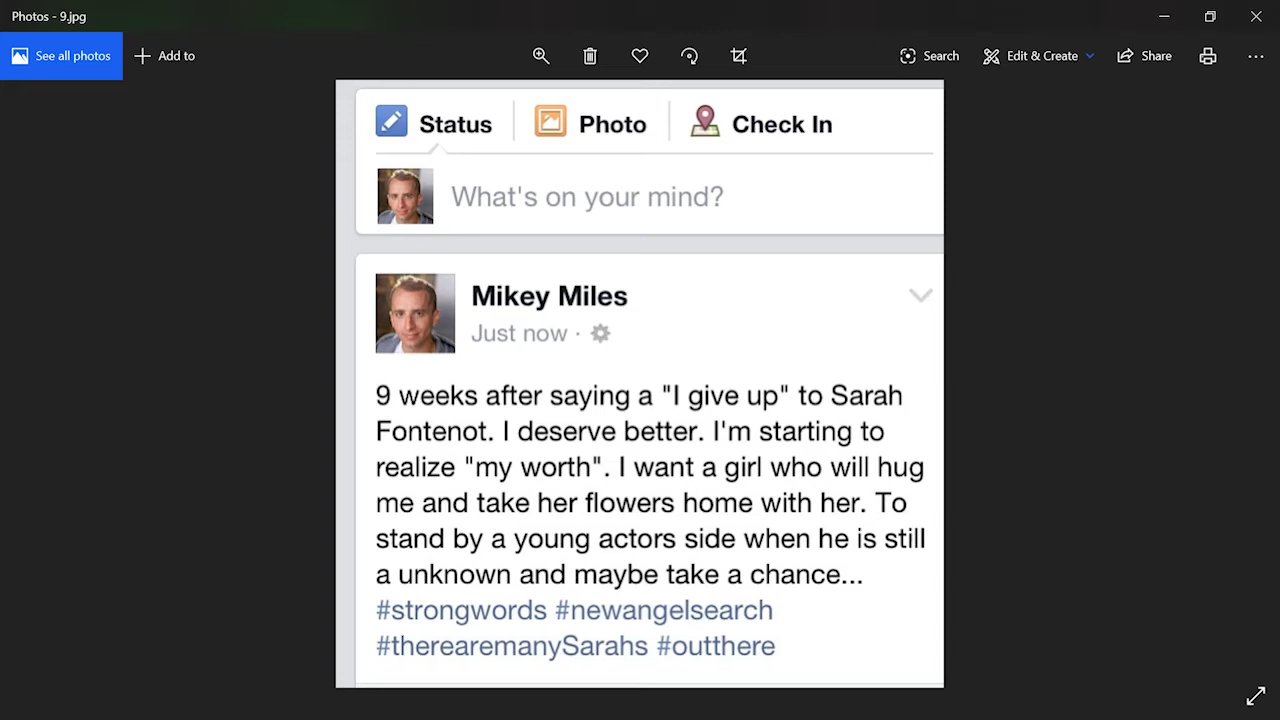 Photos - 9.jpg
See all photos
Add to
Search
Edit & Create
Share
Status
Photo
Check In
What's on your mind?
Mikey Miles
Just now ·
9 weeks after saying a "I give up" to Sarah
Fontenot. I deserve better. I'm starting to
realize "my worth". I want a girl who will hug
me and take her flowers home with her. To
stand by a young actors side when he is still
a unknown and maybe take a chance...
#strongwords #newangelsearch
#therearemanySarahs #outthere